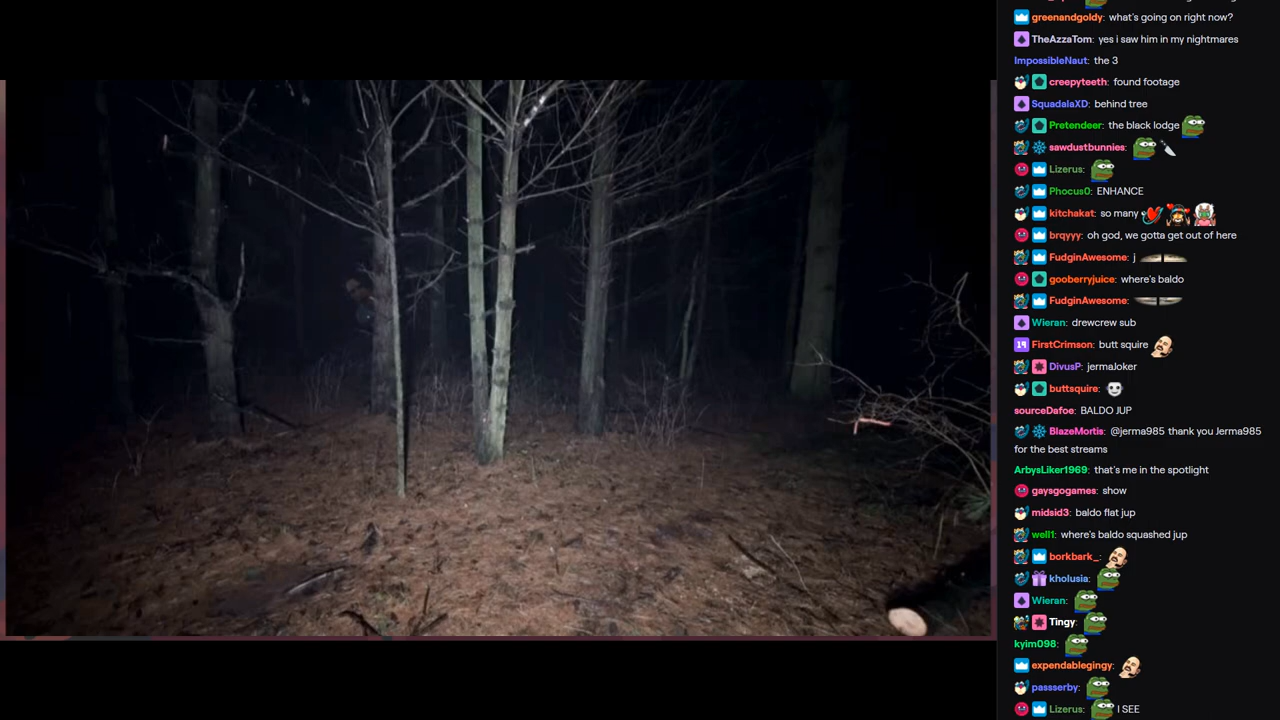 greenandgoldy: what's going on right now?
TheAzzaTom: yes i saw him in my nightmares
ImpossibleNaut: the 3
creepyteeth: found footage
SquadalaXD: behind tree
Pretendeer: the black lodge
sawdustbunnies:
Lizerus:
Phocus0: ENHANCE
kitchakat: so many
brqyyy: oh god, we gotta get out of here
FudginAwesome: j
gooberryjuice: where's baldo
FudginAwesome:
Wieran: drewcrew sub
19 FirstCrimson: butt squire
DivusP: jermaJoker
buttsquire:
sourceDafoe: BALDO JUP
BlazeMortis: @jerma985 thank you Jerma985
for the best streams
ArbysLiker1969: that's me in the spotlight
gaysgogames: show
midsid3: baldo flat jup
well1: where's baldo squashed jup
borkbark_:
kholusia:
Wieran:
Tingy:
kyim098:
expendablegingy:
passserby:
Lizerus: I SEE